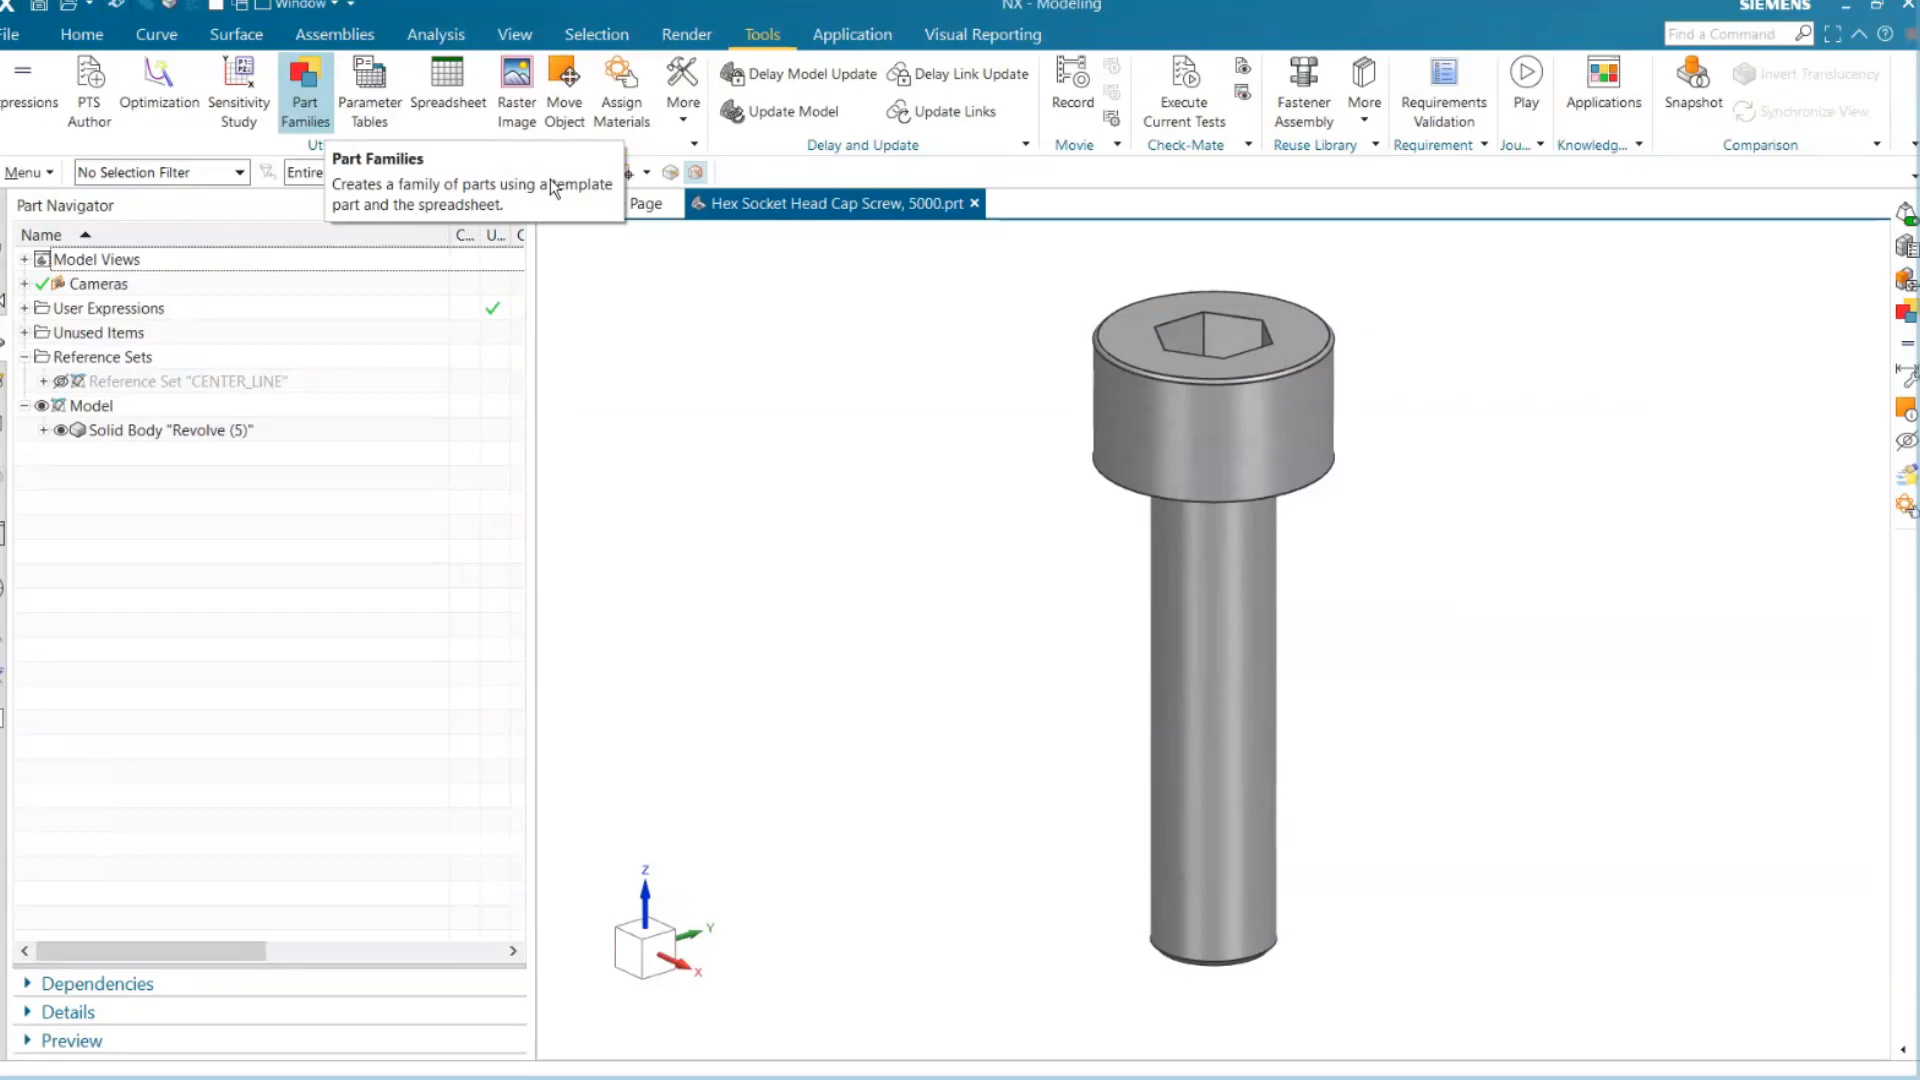 Window
NX - Modeling
SIEMENS
File Home Curve Surface Assemblies Analysis View Selection Render Tools Application Visual Reporting
Find a Command
pressions
PTS Author
Optimization
Sensitivity Study
Part Families
Parameter Tables
Spreadsheet
Raster Image
Move Object
Assign Materials
More
Delay Model Update
Delay Link Update
Update Model
Update Links
Record
Execute Current Tests
Fastener Assembly
More
Requirements Validation
Play
Applications
Snapshot
Invert Translucency
Synchronize View
Uti
Delay and Update
Movie
Check-Mate
Reuse Library
Requirement
Jou...
Knowledg...
Comparison
Ut
Menu
No Selection Filter
Entire
Part Families
Creates a family of parts using a template
part and the spreadsheet.
Page
Hex Socket Head Cap Screw, 5000.prt
Part Navigator
Name C... U... C
Model Views
Cameras
User Expressions
Unused Items
Reference Sets
Reference Set "CENTER_LINE"
Model
Solid Body "Revolve (5)"
Z
Y
X
Dependencies
Details
Preview